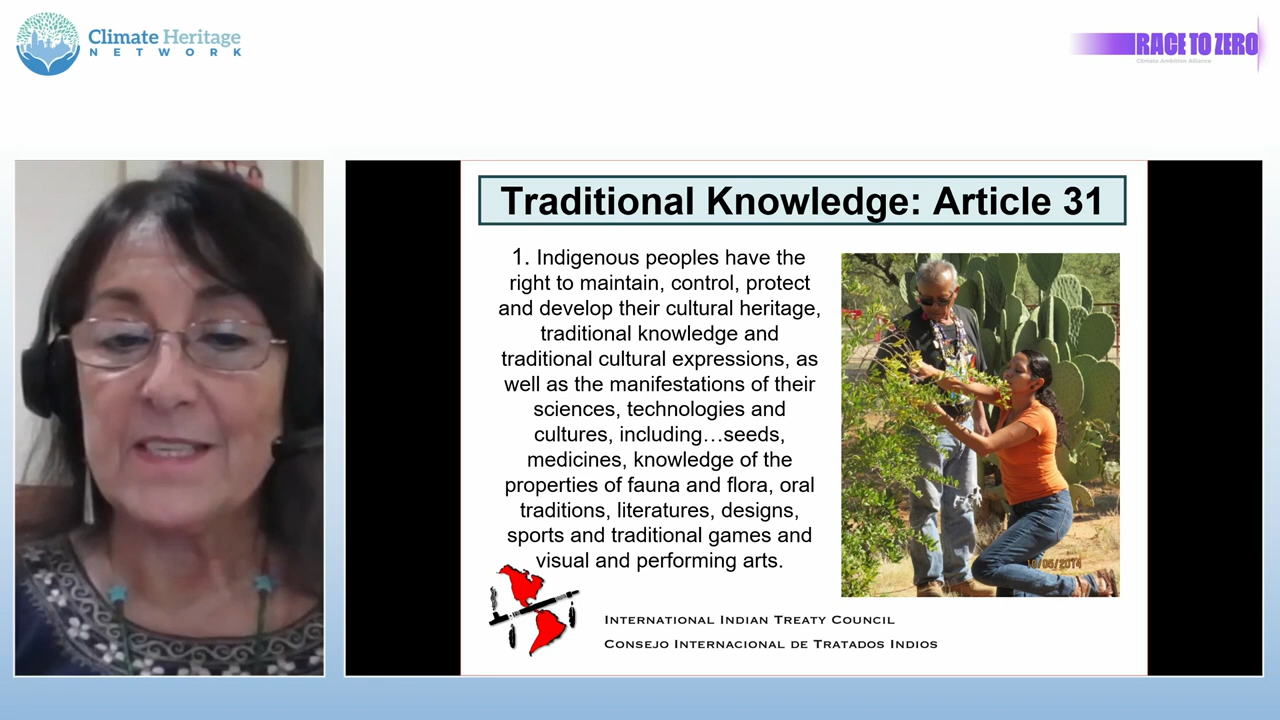 Climate Heritage
NETWORK
RACE TO ZERO
Climate Ambition Alliance
Traditional Knowledge: Article 31
1. Indigenous peoples have the
right to maintain, control, protect
and develop their cultural heritage,
traditional knowledge and
traditional cultural expressions, as
well as the manifestations of their
sciences, technologies and
cultures, including…seeds,
medicines, knowledge of the
properties of fauna and flora, oral
traditions, literatures, designs,
sports and traditional games and
visual and performing arts.
INTERNATIONAL INDIAN TREATY COUNCIL
CONSEJO INTERNACIONAL DE TRATADOS INDIOS